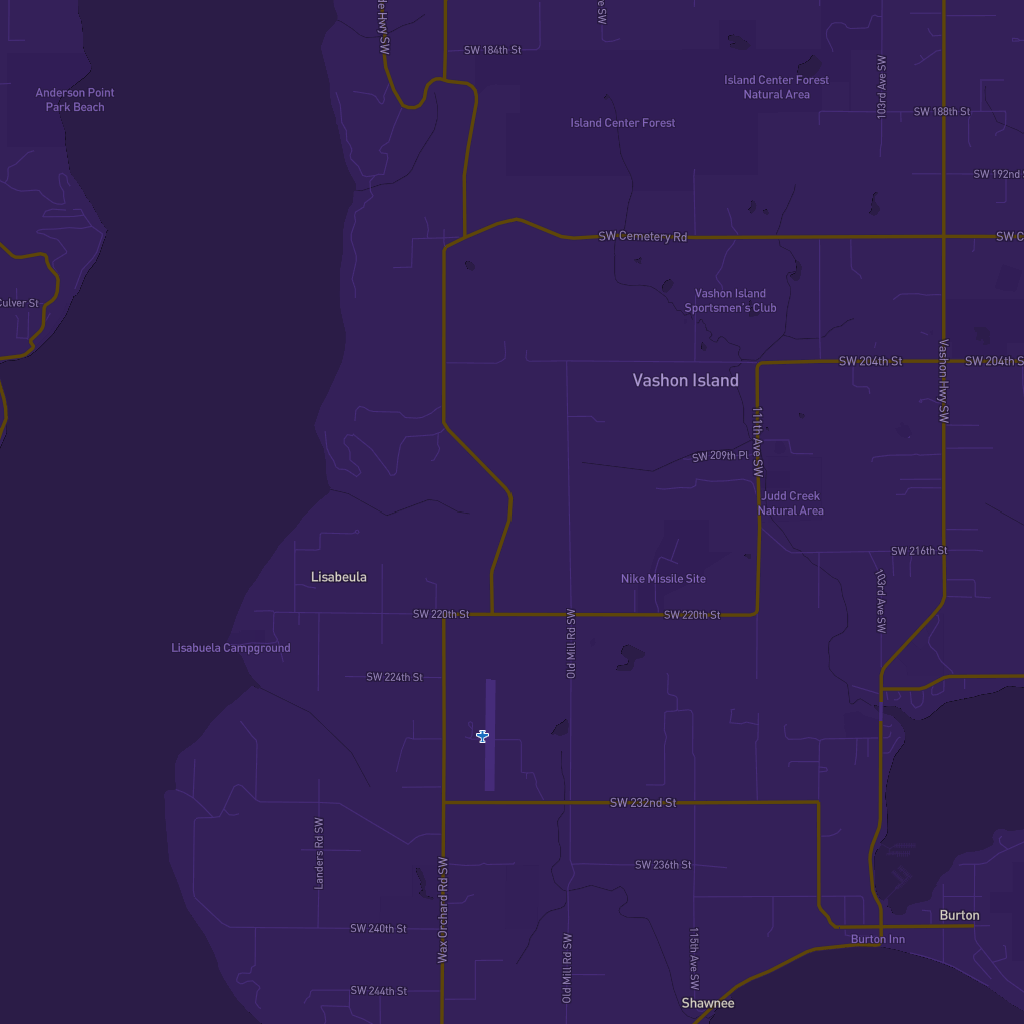 SW 184th St
Anderson Point
Park Beach
Island Center Forest
Natural Area
103rd Ave SW
SW 188th St
Island Center Forest
SW Cemetery Rd
Vashon Island
Sportsmen's Club
Culver St
SW 204th St
SW 204th S
Vashon Hwy SW
Vashon Island
111th Ave SW
SW 209th Pl
Judd Creek
Natural Area
SW 216th St
Lisabeula
Nike Missile Site
103rd Ave SW
SW 220th St
SW 220th St
Old Mill Rd SW
Lisabuela Campground
SW 224th St
SW 232nd St
Landers Rd SW
SW 236th St
Wax Orchard Rd SW
SW 240th St
Burton
Burton Inn
Old Mill Rd SW
115th Ave SW
SW 244th St
Shawnee